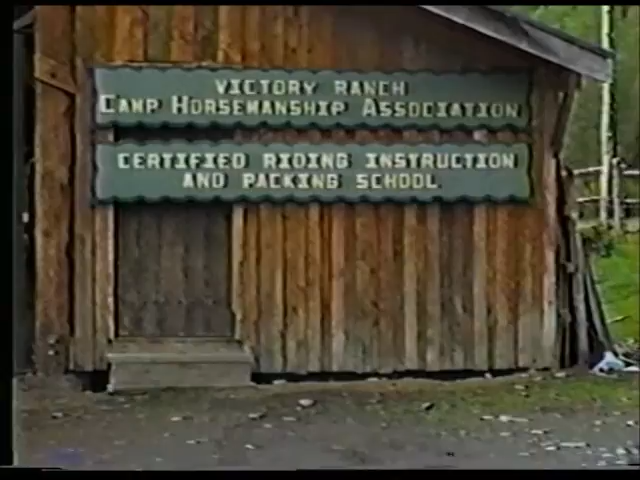 VICTORY RANCH
CAMP HORSEMANSHIP ASSOCIATION
CERTIFIED RIDING INSTRUCTION
AND PACKING SCHOOL